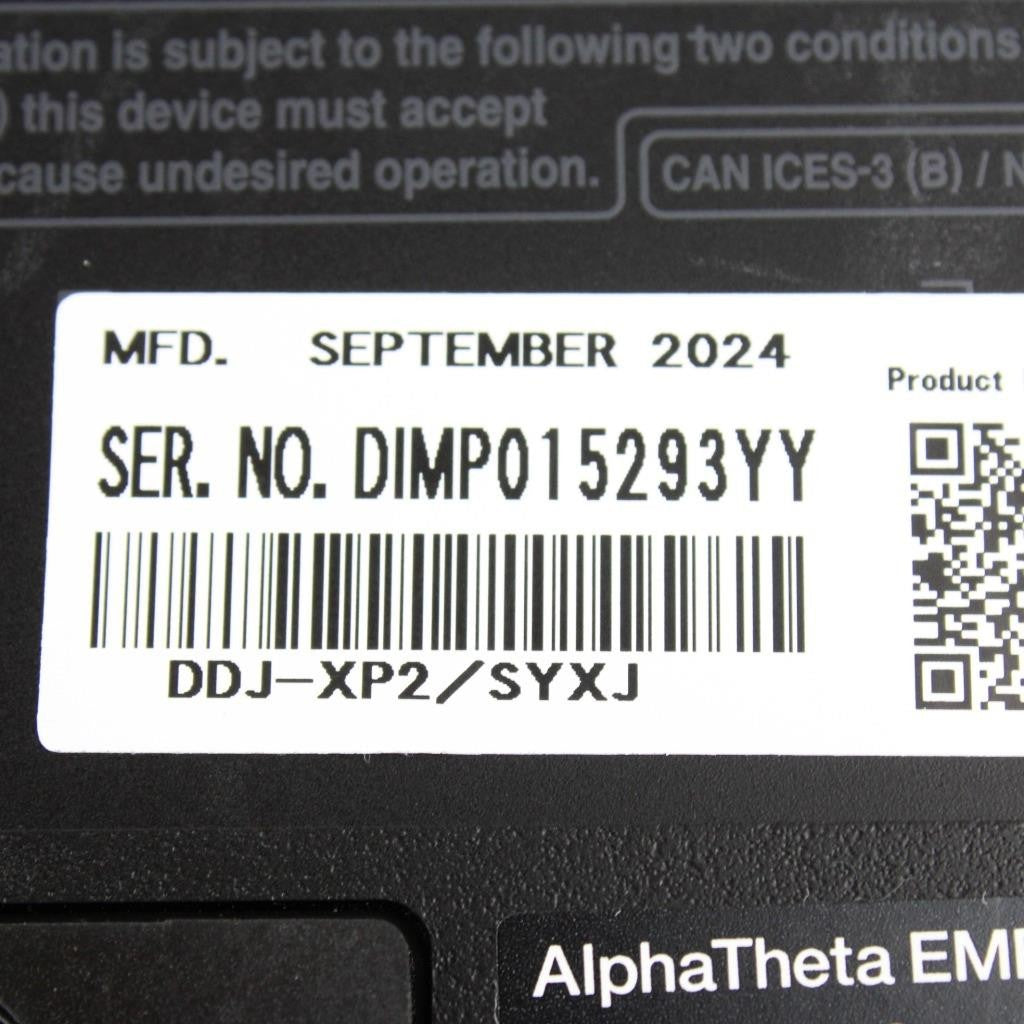 ation is subject to the following two conditions
) this device must accept
cause undesired operation.
CAN ICES-3 (B) / N
MFD. SEPTEMBER 2024
Product
SER. NO. DIMP015293YY
DDJ-XP2/SYXJ
AlphaTheta EME